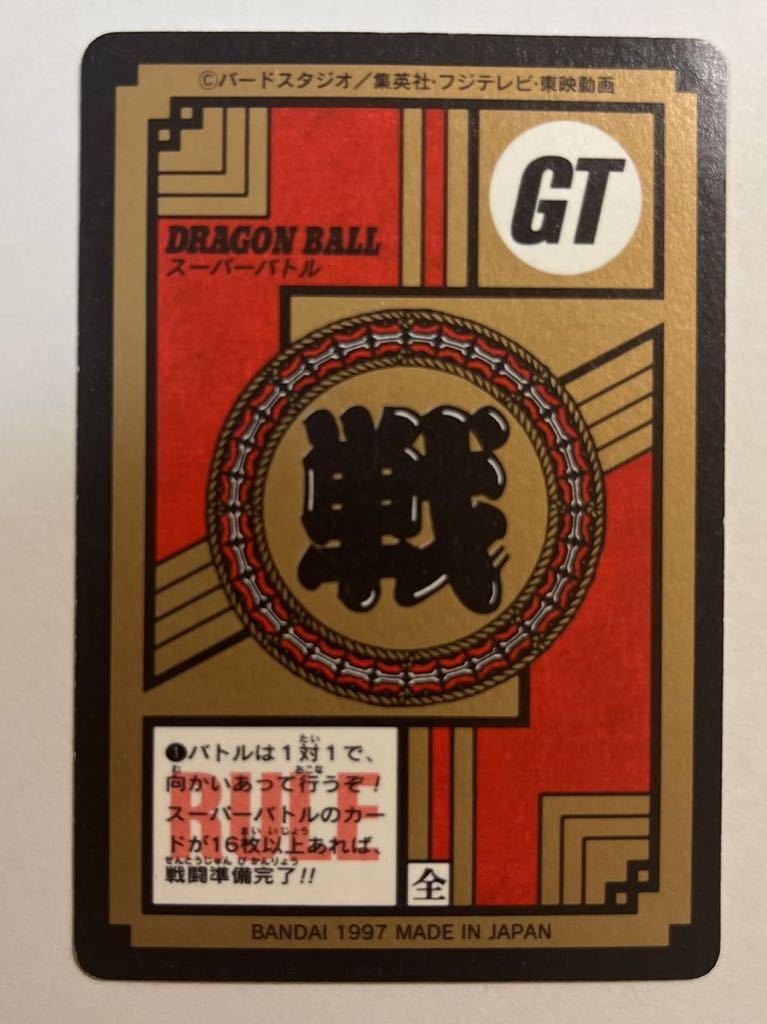 ©バードスタジオ／集英社・フジテレビ・東映動画
GT
DRAGON BALL
スーパーバトル
戦
RULE
❶バトルは1対1で、
向かいあって行うぞ！
スーパーバトルのカー
ドが16枚以上あれば、
戦闘準備完了!!
全
BANDAI 1997 MADE IN JAPAN